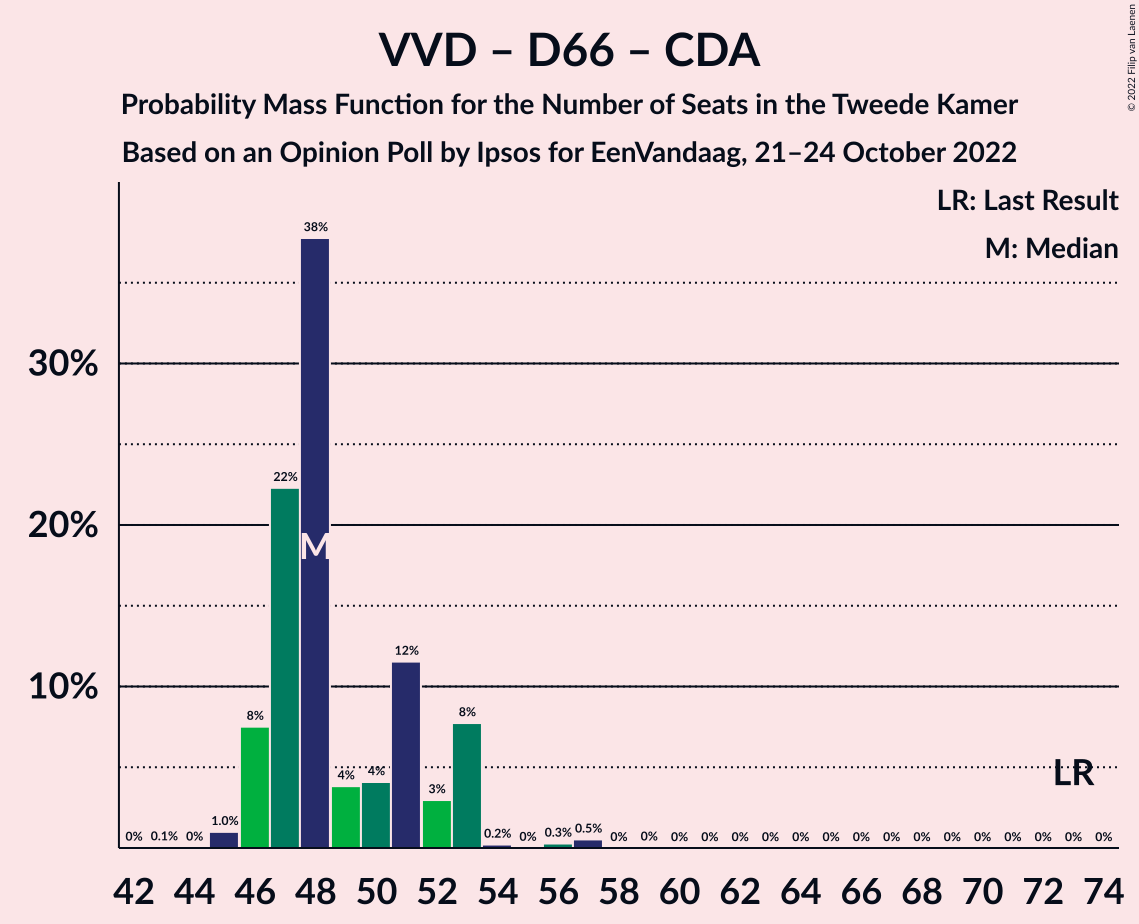 VVD – D66 – CDA
Probability Mass Function for the Number of Seats in the Tweede Kamer
Based on an Opinion Poll by Ipsos for EenVandaag, 21–24 October 2022
© 2022 Filip van Laenen
LR: Last Result
M: Median
38%
30%
22%
20%
M
12%
10%
8% 8%
LR
4% 4% 3%
0% 0.1% 0% 1.0% 0.2% 0% 0.3% 0.5% 0% 0% 0% 0% 0% 0% 0% 0% 0% 0% 0% 0% 0% 0% 0% 0% 0%
42 44 46 48 50 52 54 56 58 60 62 64 66 68 70 72 74